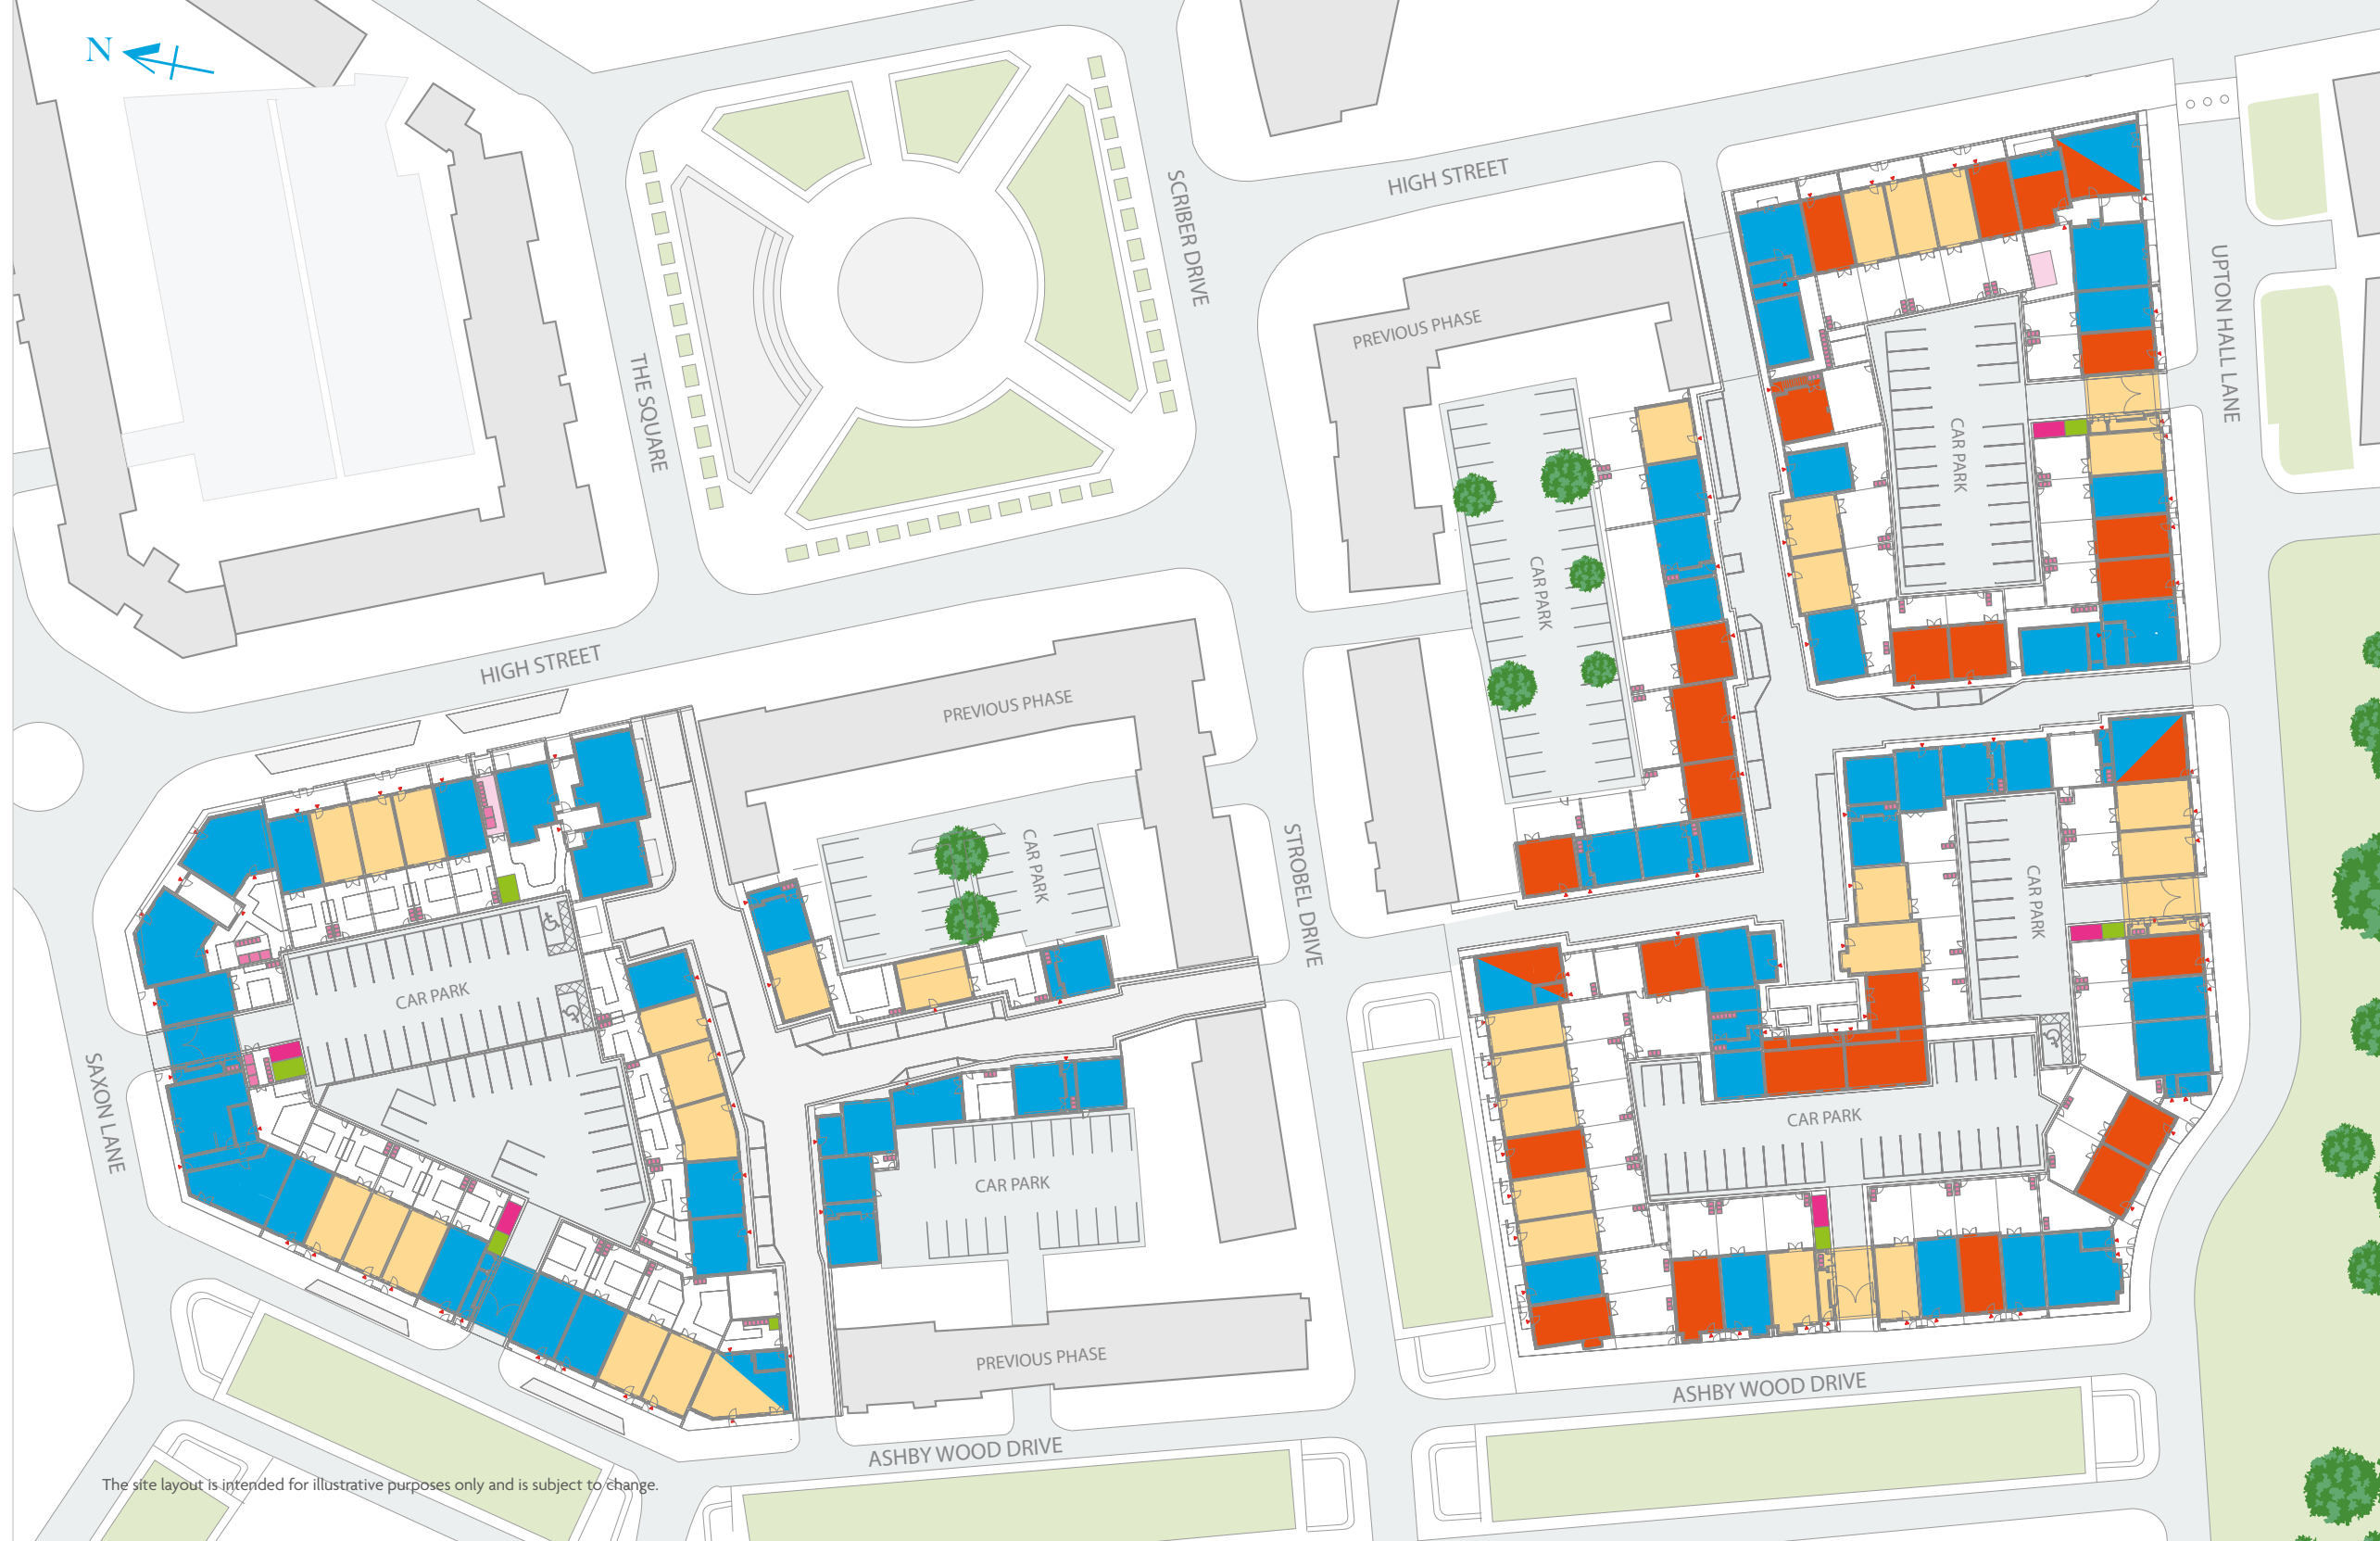 N
HIGH STREET
SCRIBER DRIVE
UPTON HALL LANE
PREVIOUS PHASE
THE SQUARE
CAR PARK
CAR PARK
HIGH STREET
PREVIOUS PHASE
CAR PARK
STROBEL DRIVE
CAR PARK
CAR PARK
SAXON LANE
CAR PARK
CAR PARK
PREVIOUS PHASE
ASHBY WOOD DRIVE
ASHBY WOOD DRIVE
The site layout is intended for illustrative purposes only and is subject to change.